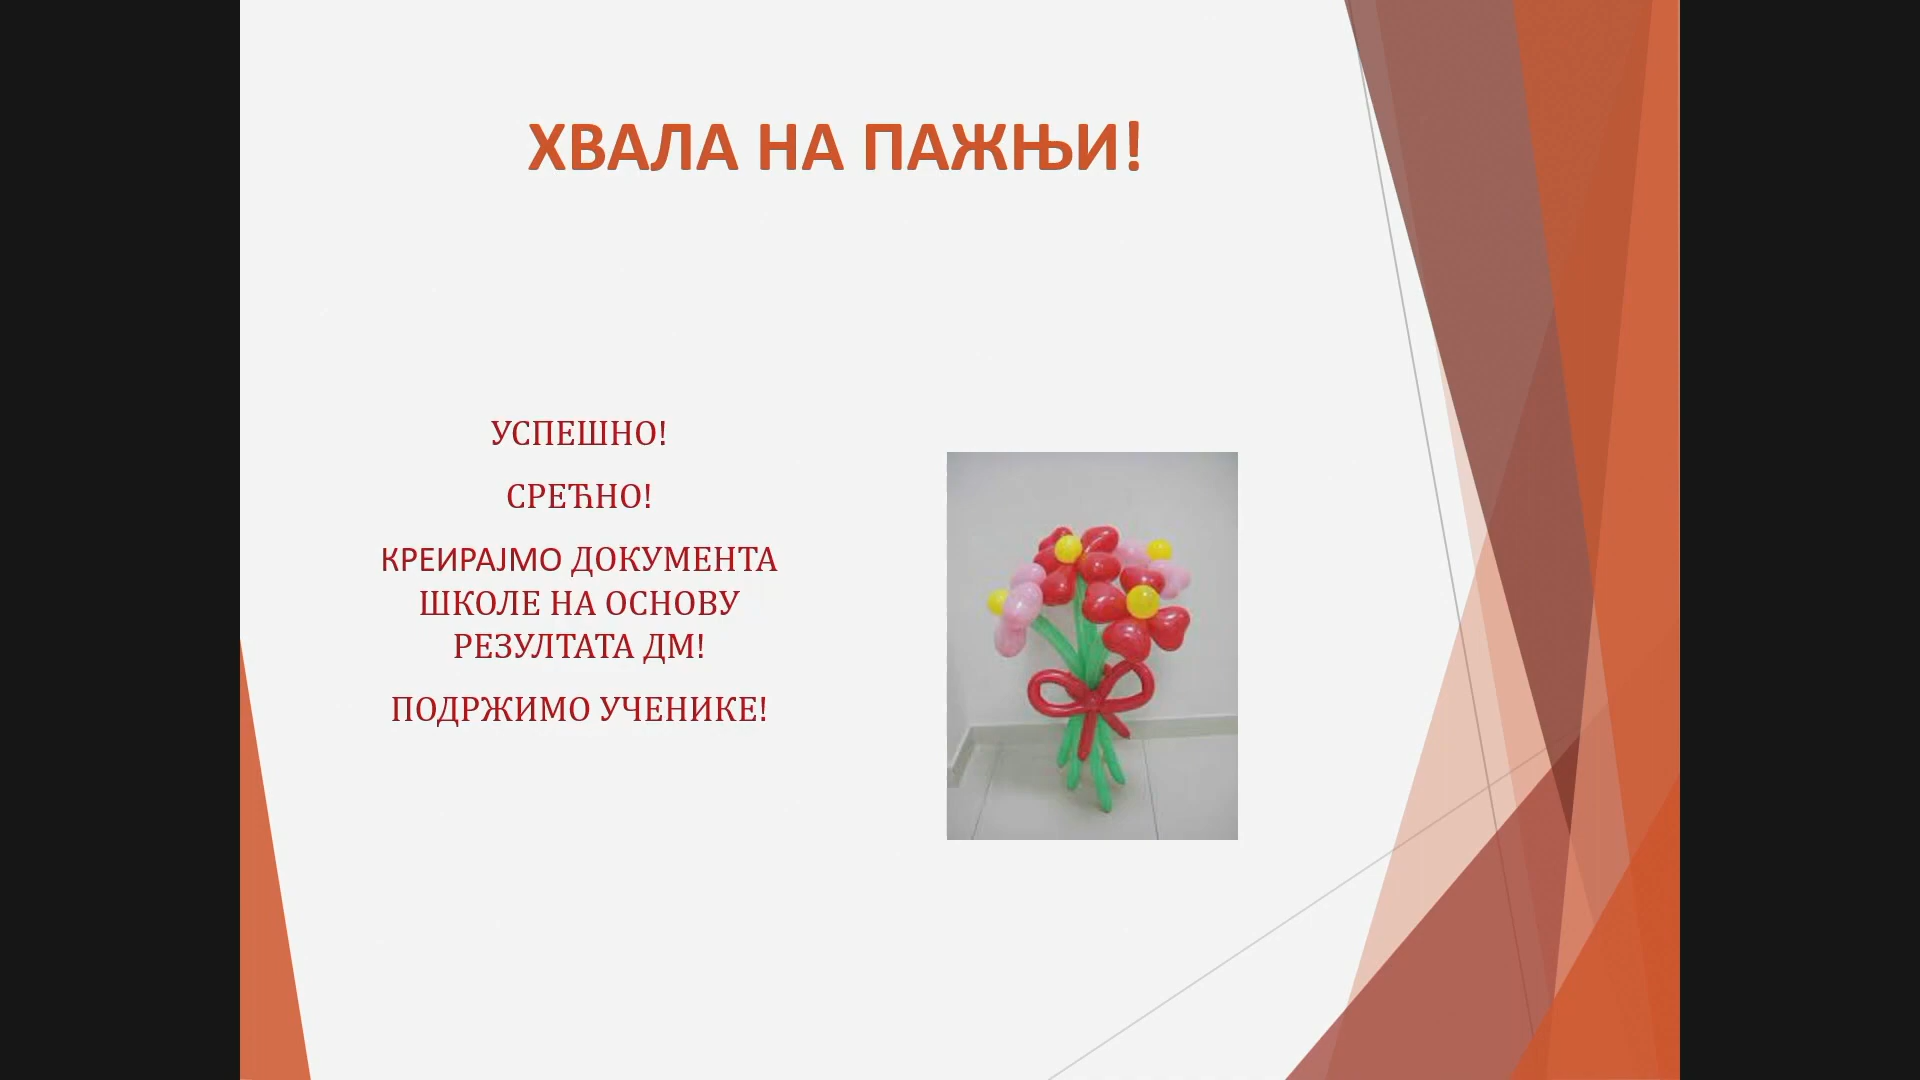 ХВАЛА НА ПАЖЊИ!
УСПЕШНО!
СРЕЋНО!
КРЕИРАЈМО ДОКУМЕНТА
ШКОЛЕ НА ОСНОВУ
РЕЗУЛТАТА ДМ!
ПОДРЖИМО УЧЕНИКЕ!